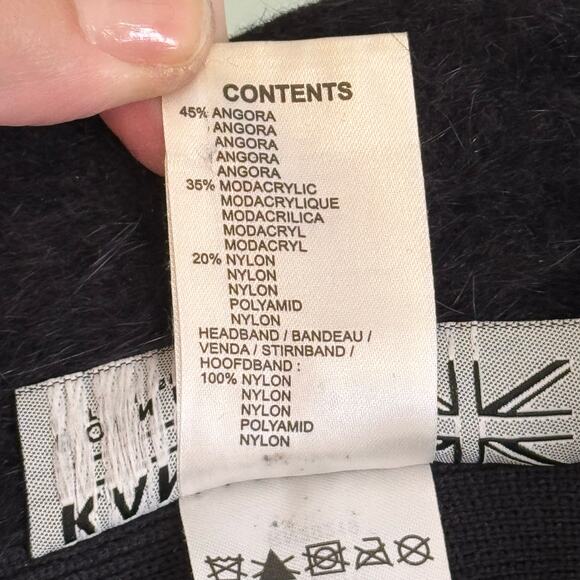 CONTENTS
45% ANGORA
ANGORA
ANGORA
ANGORA
ANGORA
35% MODACRYLIC
MODACRYLIQUE
MODACRILICA
MODACRYL
MODACRYL
20% NYLON
NYLON
NYLON
POLYAMID
NYLON
HEADBAND / BANDEAU /
VENDA / STIRNBAND /
HOOFDBAND :
100% NYLON
NYLON
NYLON
POLYAMID
NYLON